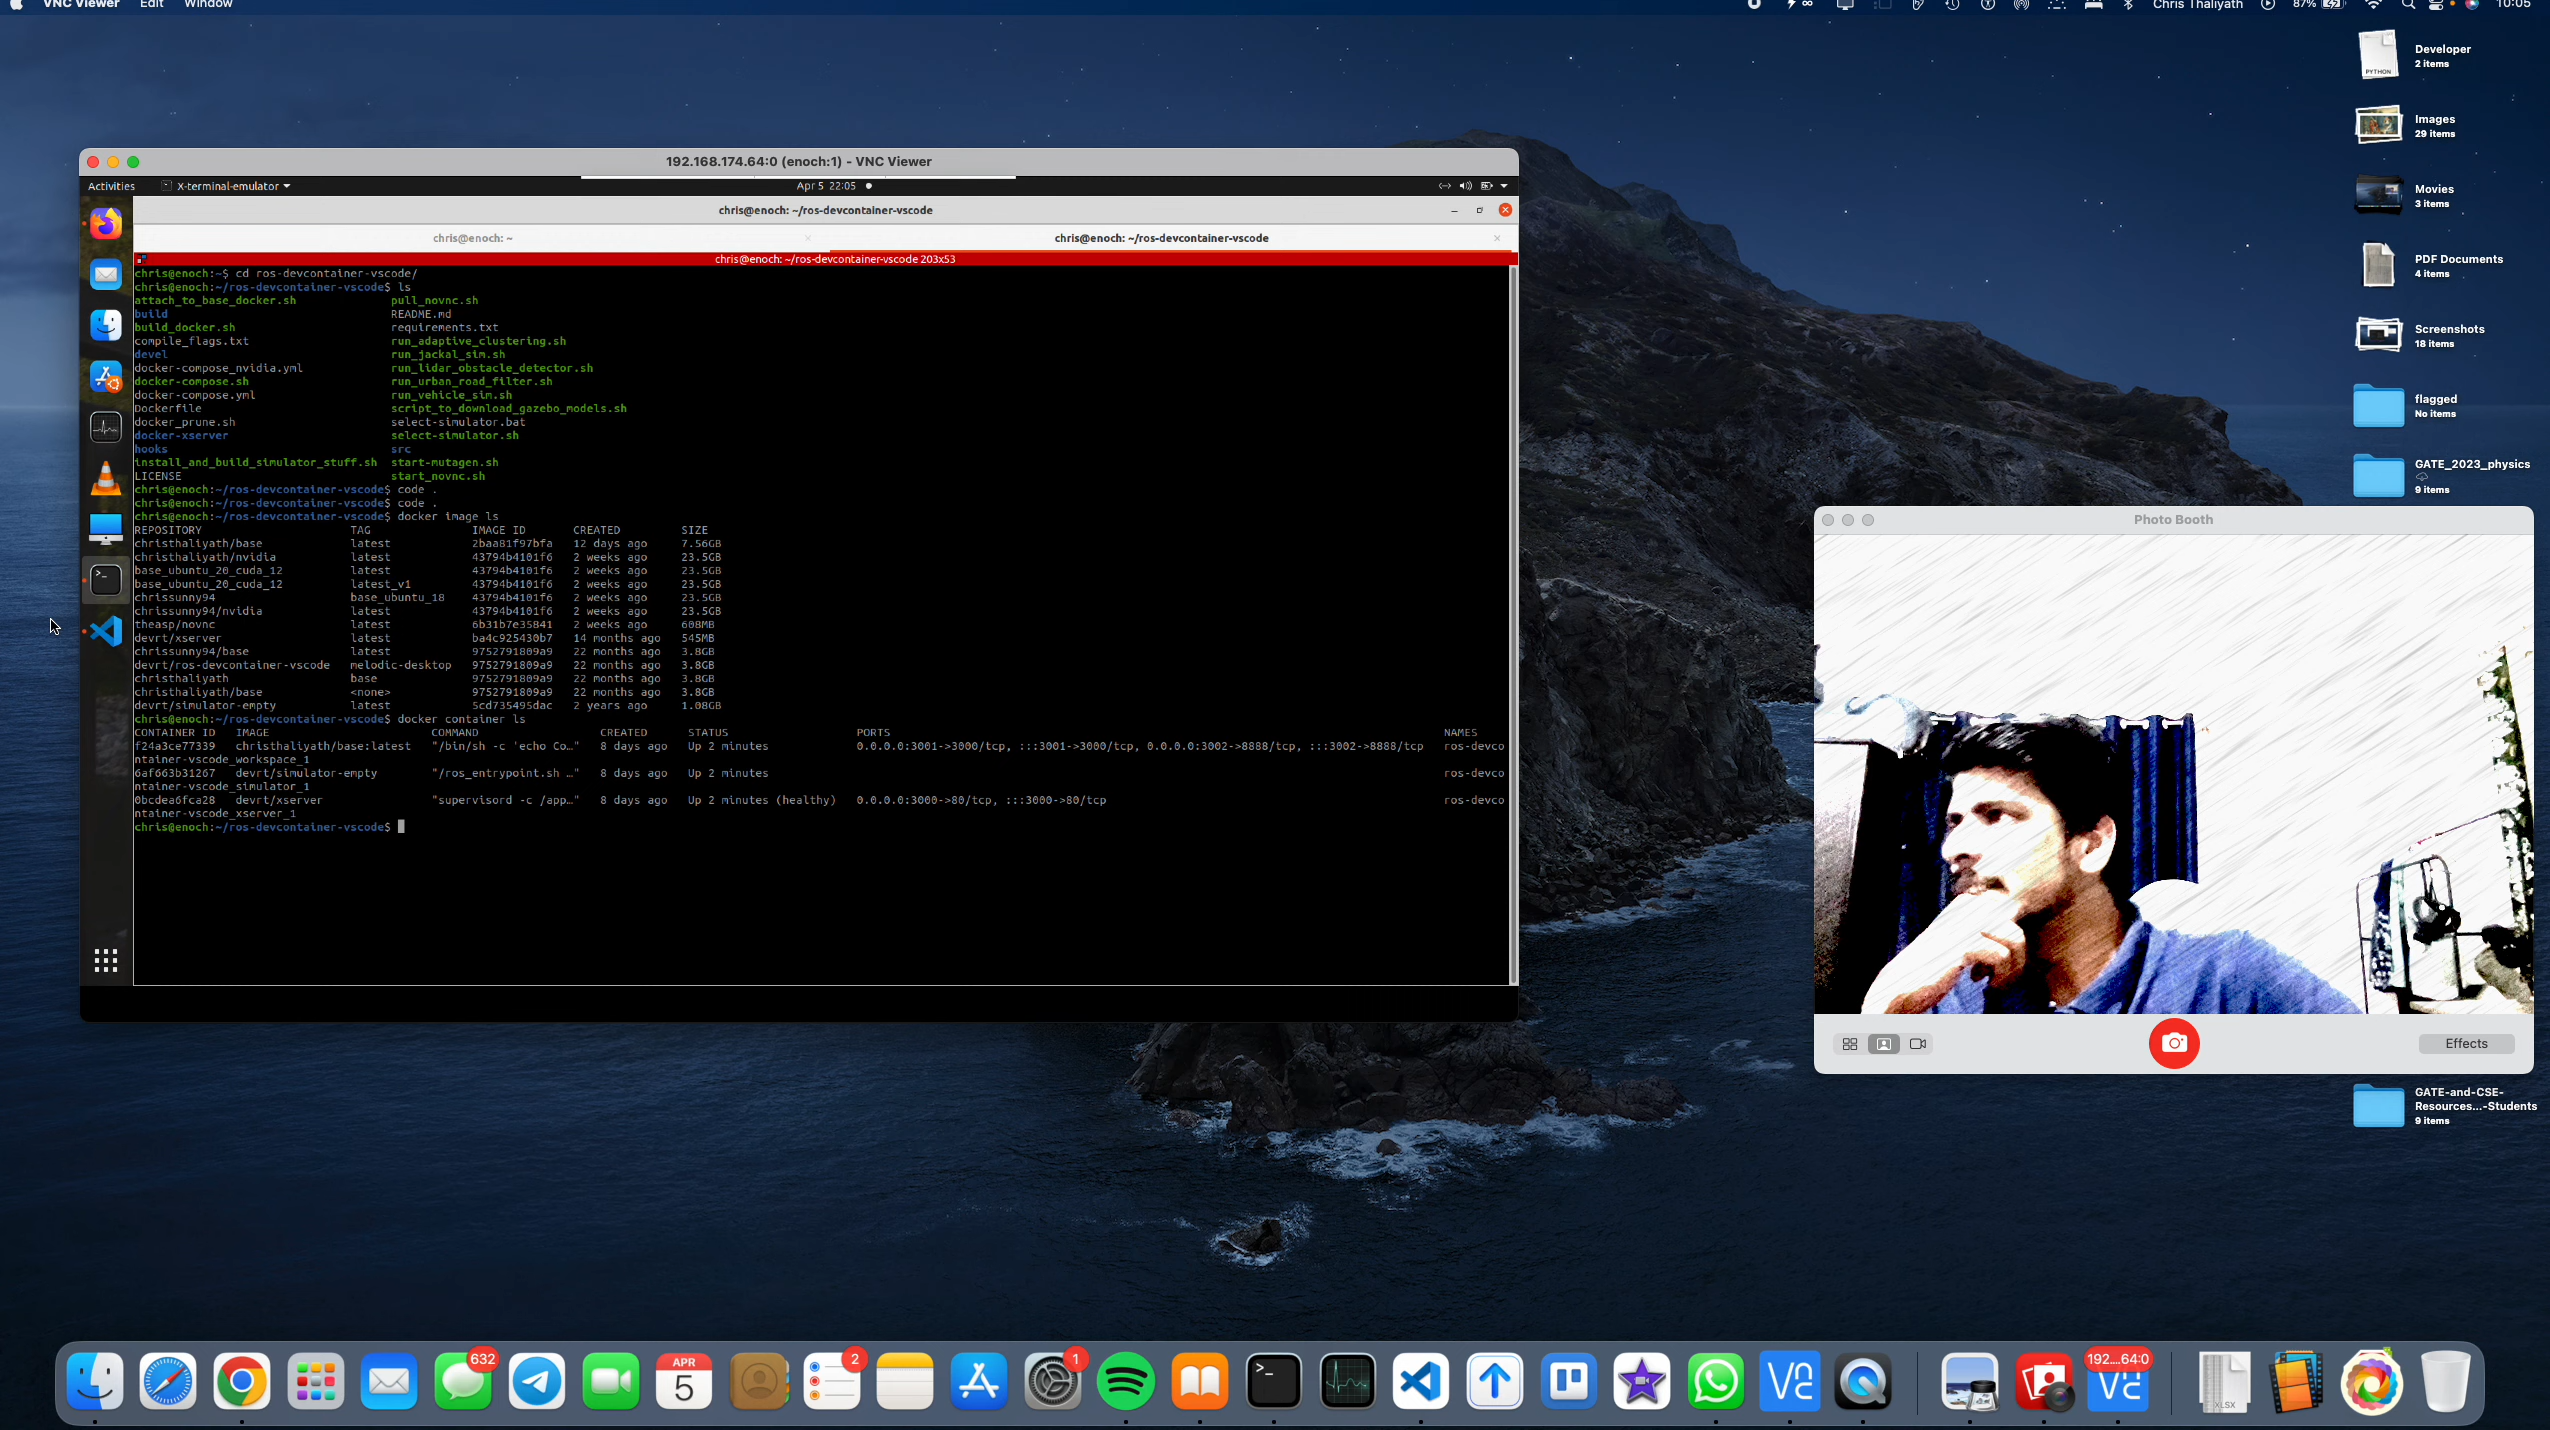 VNC Viewer Edit Window
Chris Thaliyath 87% 10:05
Developer
2 items
Images
29 items
Movies
3 items
PDF Documents
4 items
Screenshots
18 items
flagged
No items
GATE_2023_physics
9 items
192.168.174.64:0 (enoch:1) - VNC Viewer
Activities X-terminal-emulator Apr 5 22:05
chris@enoch: ~/ros-devcontainer-vscode
chris@enoch: ~ chris@enoch: ~/ros-devcontainer-vscode
chris@enoch: ~/ros-devcontainer-vscode 203x53
chris@enoch:~$ cd ros-devcontainer-vscode/
chris@enoch:~/ros-devcontainer-vscode$ ls
attach_to_base_docker.sh pull_novnc.sh
build README.md
build_docker.sh requirements.txt
compile_flags.txt run_adaptive_clustering.sh
devel run_jackal_sim.sh
docker-compose_nvidia.yml run_lidar_obstacle_detector.sh
docker-compose.sh run_urban_road_filter.sh
docker-compose.yml run_vehicle_sim.sh
Dockerfile script_to_download_gazebo_models.sh
docker_prune.sh select-simulator.bat
docker-xserver select-simulator.sh
hooks src
install_and_build_simulator_stuff.sh start-mutagen.sh
LICENSE start_novnc.sh
chris@enoch:~/ros-devcontainer-vscode$ code .
chris@enoch:~/ros-devcontainer-vscode$ code .
chris@enoch:~/ros-devcontainer-vscode$ docker image ls
REPOSITORY TAG IMAGE ID CREATED SIZE
christhaliyath/base latest 2baa81f97bfa 12 days ago 7.56GB
christhaliyath/nvidia latest 43794b4101f6 2 weeks ago 23.5GB
base_ubuntu_20_cuda_12 latest 43794b4101f6 2 weeks ago 23.5GB
base_ubuntu_20_cuda_12 latest_v1 43794b4101f6 2 weeks ago 23.5GB
chrissunny94 base_ubuntu_18 43794b4101f6 2 weeks ago 23.5GB
chrissunny94/nvidia latest 43794b4101f6 2 weeks ago 23.5GB
theasp/novnc latest 6b31b7e35841 2 weeks ago 608MB
devrt/xserver latest ba4c925430b7 14 months ago 545MB
chrissunny94/base latest 9752791809a9 22 months ago 3.8GB
devrt/ros-devcontainer-vscode melodic-desktop 9752791809a9 22 months ago 3.8GB
christhaliyath base 9752791809a9 22 months ago 3.8GB
christhaliyath/base <none> 9752791809a9 22 months ago 3.8GB
devrt/simulator-empty latest 5cd735495dac 2 years ago 1.08GB
chris@enoch:~/ros-devcontainer-vscode$ docker container ls
CONTAINER ID IMAGE COMMAND CREATED STATUS PORTS NAMES
f24a3ce77339 christhaliyath/base:latest "/bin/sh -c 'echo Co…" 8 days ago Up 2 minutes 0.0.0.0:3001->3000/tcp, :::3001->3000/tcp, 0.0.0.0:3002->8888/tcp, :::3002->8888/tcp ros-devco
ntainer-vscode_workspace_1
6af663b31267 devrt/simulator-empty "/ros_entrypoint.sh …" 8 days ago Up 2 minutes ros-devco
ntainer-vscode_simulator_1
0bcdea6fca28 devrt/xserver "supervisord -c /app…" 8 days ago Up 2 minutes (healthy) 0.0.0.0:3000->80/tcp, :::3000->80/tcp ros-devco
ntainer-vscode_xserver_1
chris@enoch:~/ros-devcontainer-vscode$
Photo Booth
Effects
GATE-and-CSE-
Resources...-Students
9 items
632
APR
5
2
1
192....64:0
XLSX
PYTHON